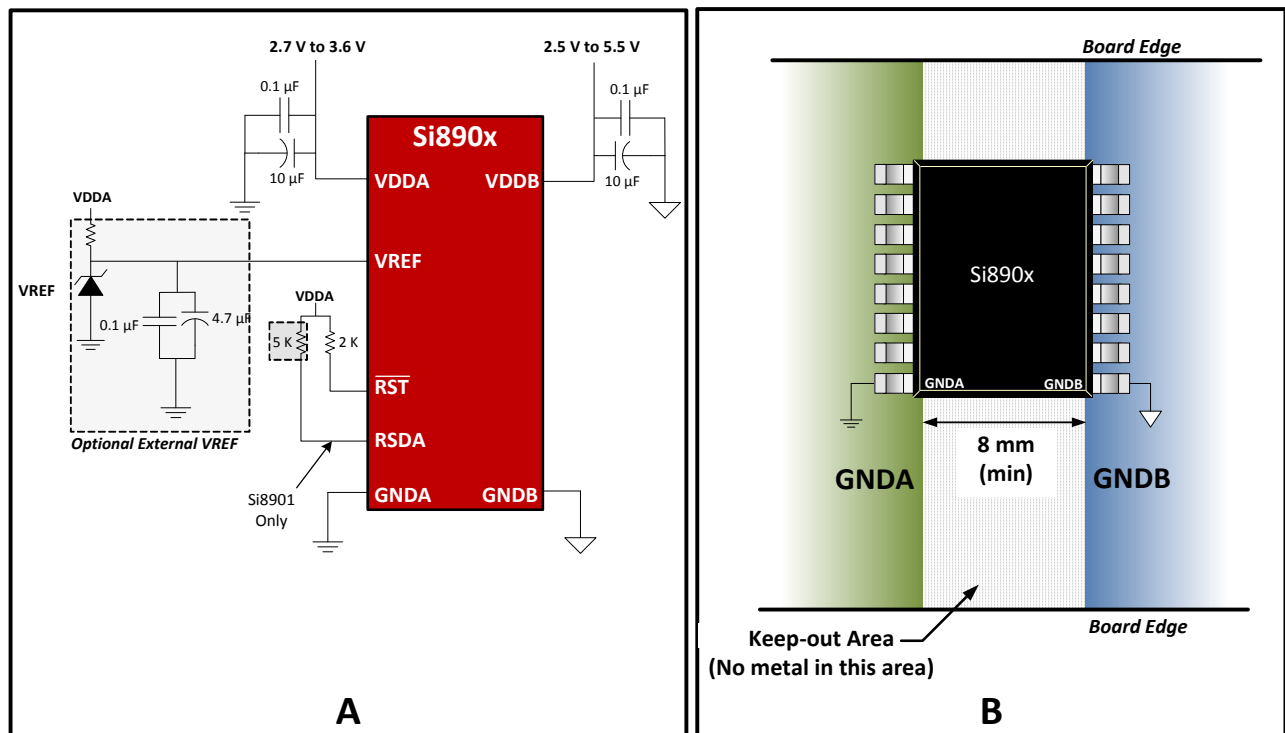 2.7 V to 3.6 V
2.5 V to 5.5 V
0.1 µF
10 µF
0.1 µF
10 µF
Si890x
VDDA
VDDB
VREF
RST
RSDA
GNDA
GNDB
VDDA
VREF
0.1 µF
4.7 µF
Optional External VREF
VDDA
5 K
2 K
Si8901
Only
A
Board Edge
Si890x
GNDA
GNDB
8 mm
(min)
GNDA
GNDB
Keep-out Area
(No metal in this area)
Board Edge
B